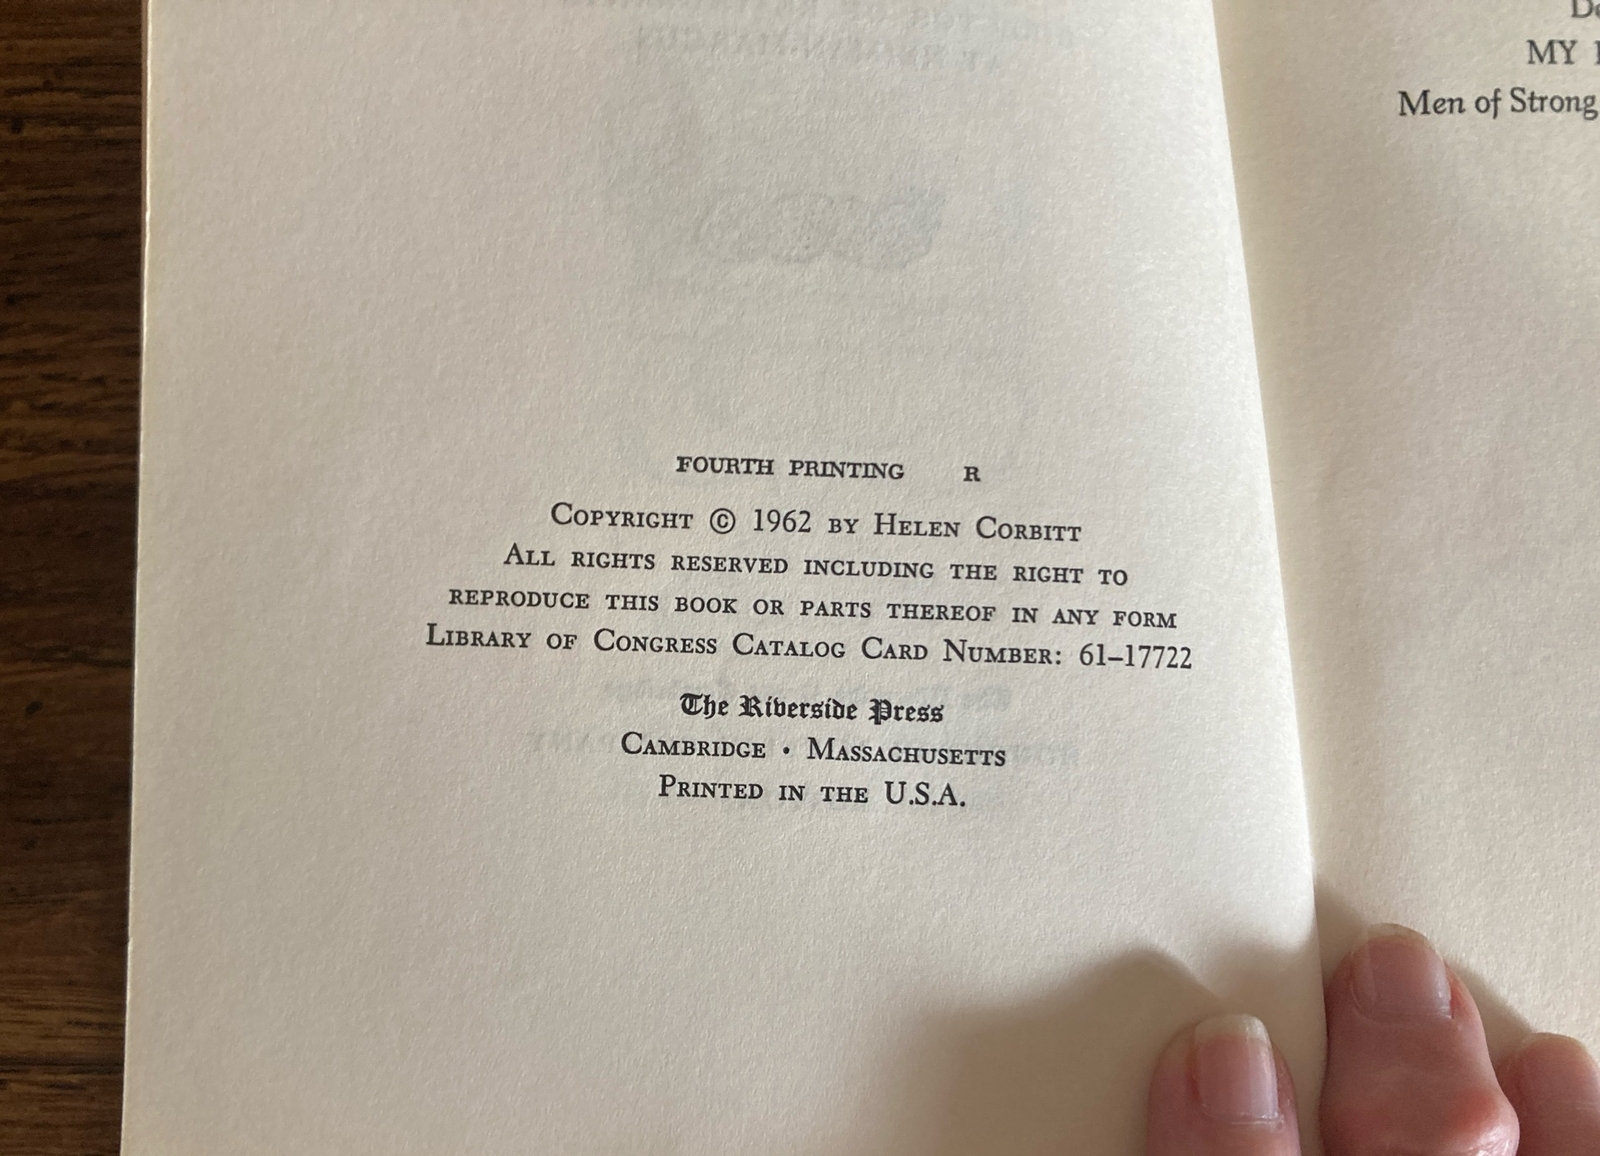 FOURTH PRINTING R
COPYRIGHT © 1962 BY HELEN CORBITT
ALL RIGHTS RESERVED INCLUDING THE RIGHT TO
REPRODUCE THIS BOOK OR PARTS THEREOF IN ANY FORM
LIBRARY OF CONGRESS CATALOG CARD NUMBER: 61–17722
The Riverside Press
CAMBRIDGE • MASSACHUSETTS
PRINTED IN THE U.S.A.
MY
Men of Strong